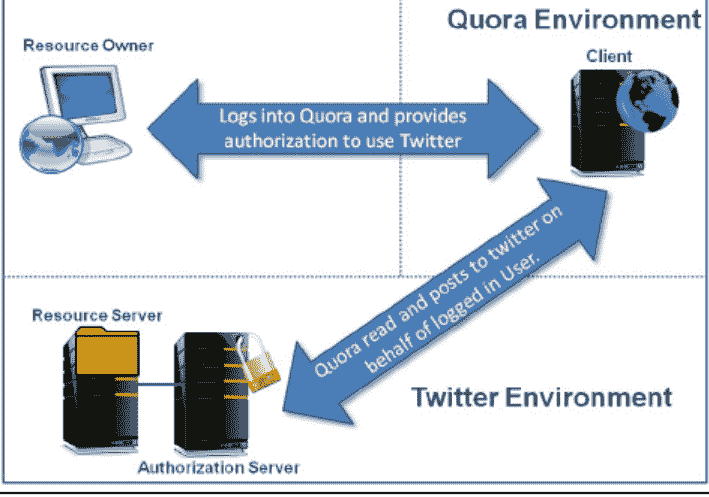 Quora Environment
Resource Owner
Client
Logs into Quora and provides
authorization to use Twitter
Quora read and posts to twitter on
behalf of logged in User.
Resource Server
Twitter Environment
Authorization Server